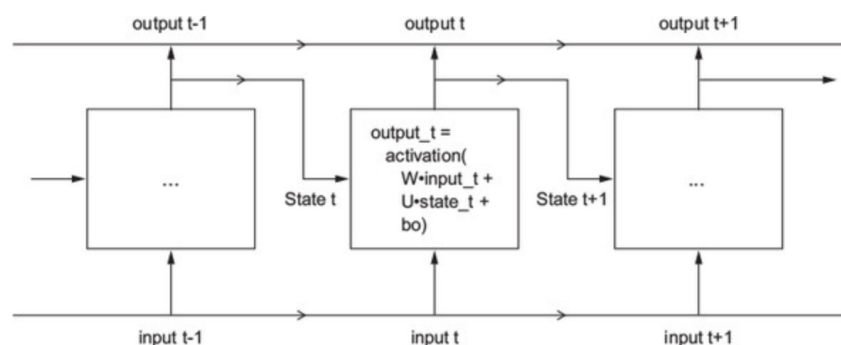 output t-1
output t
output t+1
...
State t
output_t =
activation(
W•input_t +
U•state_t +
bo)
State t+1
...
input t-1
input t
input t+1